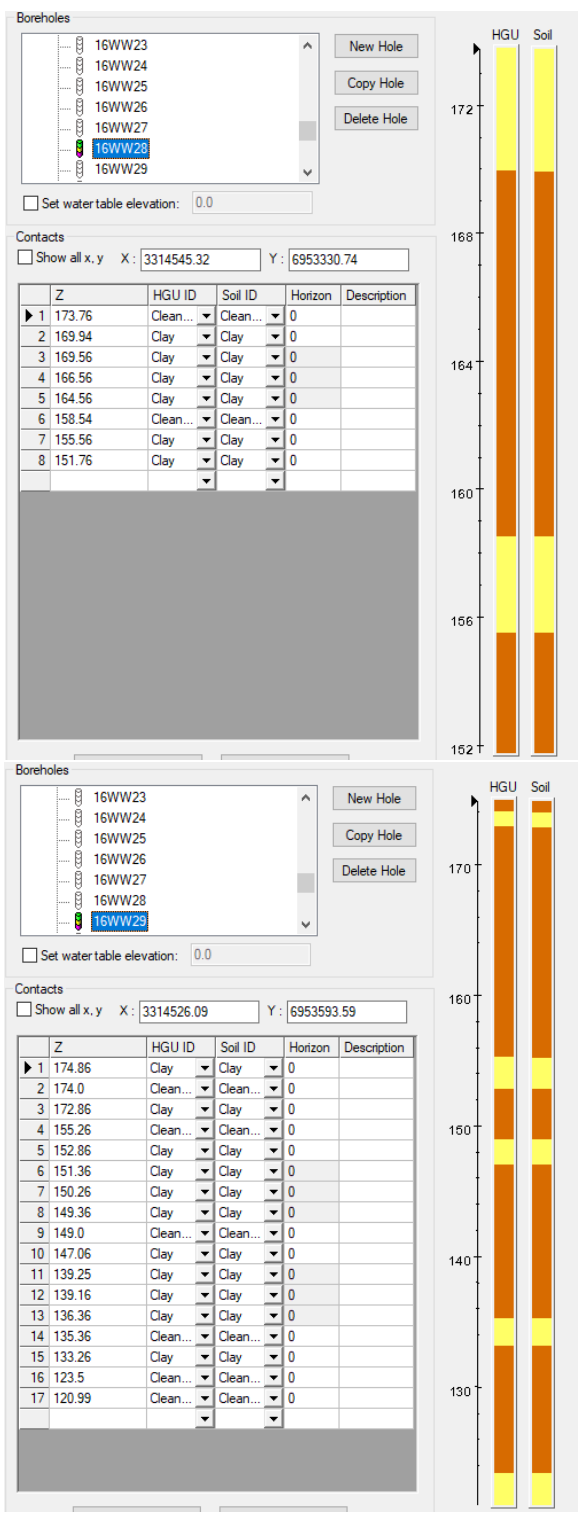 Boreholes
16WW23
16WW24
16WW25
16WW26
16WW27
16WW28
16WW29
New Hole
Copy Hole
Delete Hole
Set water table elevation: 0.0
Contacts
Show all x, y X : 3314545.32 Y : 6953330.74
Z HGU ID Soil ID Horizon Description
1 173.76 Clean... Clean... 0
2 169.94 Clay Clay 0
3 169.56 Clay Clay 0
4 166.56 Clay Clay 0
5 164.56 Clay Clay 0
6 158.54 Clean... Clean... 0
7 155.56 Clay Clay 0
8 151.76 Clay Clay 0
HGU Soil
172
168
164
160
156
152
Boreholes
16WW23
16WW24
16WW25
16WW26
16WW27
16WW28
16WW29
New Hole
Copy Hole
Delete Hole
Set water table elevation: 0.0
Contacts
Show all x, y X : 3314526.09 Y : 6953593.59
Z HGU ID Soil ID Horizon Description
1 174.86 Clay Clay 0
2 174.0 Clean... Clean... 0
3 172.86 Clay Clay 0
4 155.26 Clean... Clean... 0
5 152.86 Clay Clay 0
6 151.36 Clay Clay 0
7 150.26 Clay Clay 0
8 149.36 Clay Clay 0
9 149.0 Clean... Clean... 0
10 147.06 Clay Clay 0
11 139.25 Clay Clay 0
12 139.16 Clay Clay 0
13 136.36 Clay Clay 0
14 135.36 Clean... Clean... 0
15 133.26 Clay Clay 0
16 123.5 Clean... Clean... 0
17 120.99 Clean... Clean... 0
HGU Soil
170
160
150
140
130